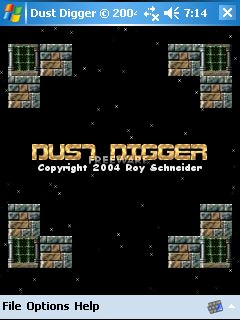 Dust Digger © 2004 7:14
DUST DIGGER
FREEWARE
Copyright 2004 Roy Schneider
File Options Help